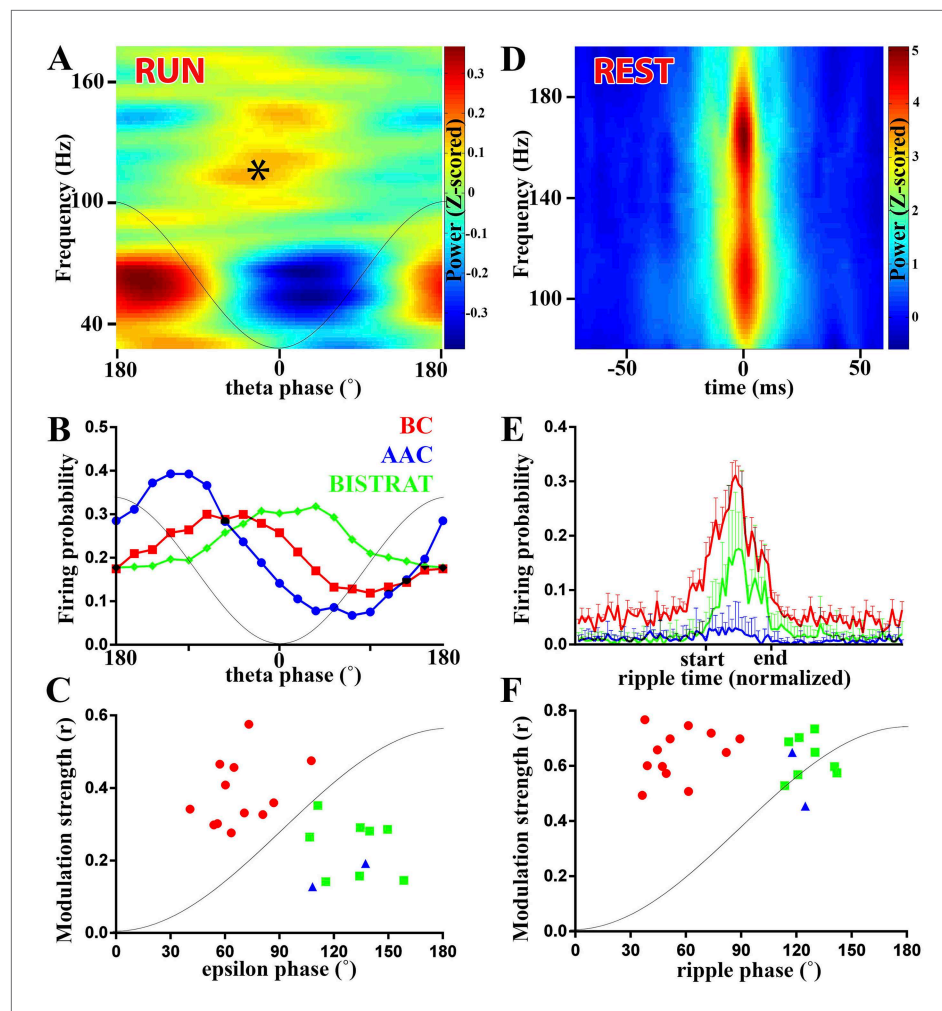 A
RUN
160
100
40
Frequency (Hz)
*
180
0
180
theta phase (°)
0.3
0.2
0.1
0
-0.1
-0.2
-0.3
Power (Z-scored)
D
REST
180
140
100
Frequency (Hz)
-50
0
50
time (ms)
5
4
3
2
1
0
Power (Z-scored)
B
BC
AAC
BISTRAT
0.5
0.4
0.3
0.2
0.1
0.0
Firing probability
180
0
180
theta phase (°)
E
0.4
0.3
0.2
0.1
0.0
Firing probability
start
end
ripple time (normalized)
C
0.6
0.4
0.2
0.0
Modulation strength (r)
0
30
60
90
120
150
180
epsilon phase (°)
F
0.8
0.6
0.4
0.2
0.0
Modulation strength (r)
0
30
60
90
120
150
180
ripple phase (°)